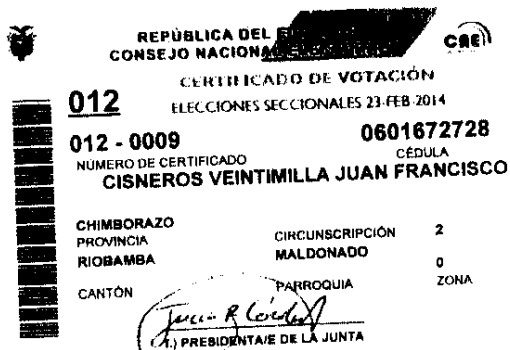 REPÚBLICA DEL
CONSEJO NACIONAL
CNE
CERTIFICADO DE VOTACIÓN
012
ELECCIONES SECCIONALES 23-FEB-2014
012 - 0009
0601672728
NÚMERO DE CERTIFICADO
CÉDULA
CISNEROS VEINTIMILLA JUAN FRANCISCO
CHIMBORAZO
PROVINCIA
CIRCUNSCRIPCIÓN
2
RIOBAMBA
MALDONADO
0
CANTÓN
PARROQUIA
ZONA
.) PRESIDENTA/E DE LA JUNTA